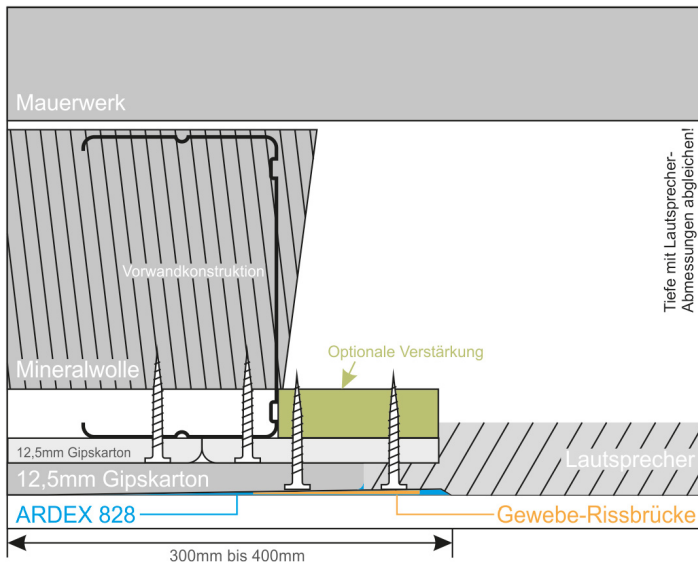 Mauerwerk
Tiefe mit Lautsprecher-
Abmessungen abgleichen!
Vorwandkonstruktion
Optionale Verstärkung
Mineralwolle
12,5mm Gipskarton
Lautsprecher
12,5mm Gipskarton
ARDEX 828
Gewebe-Rissbrücke
300mm bis 400mm